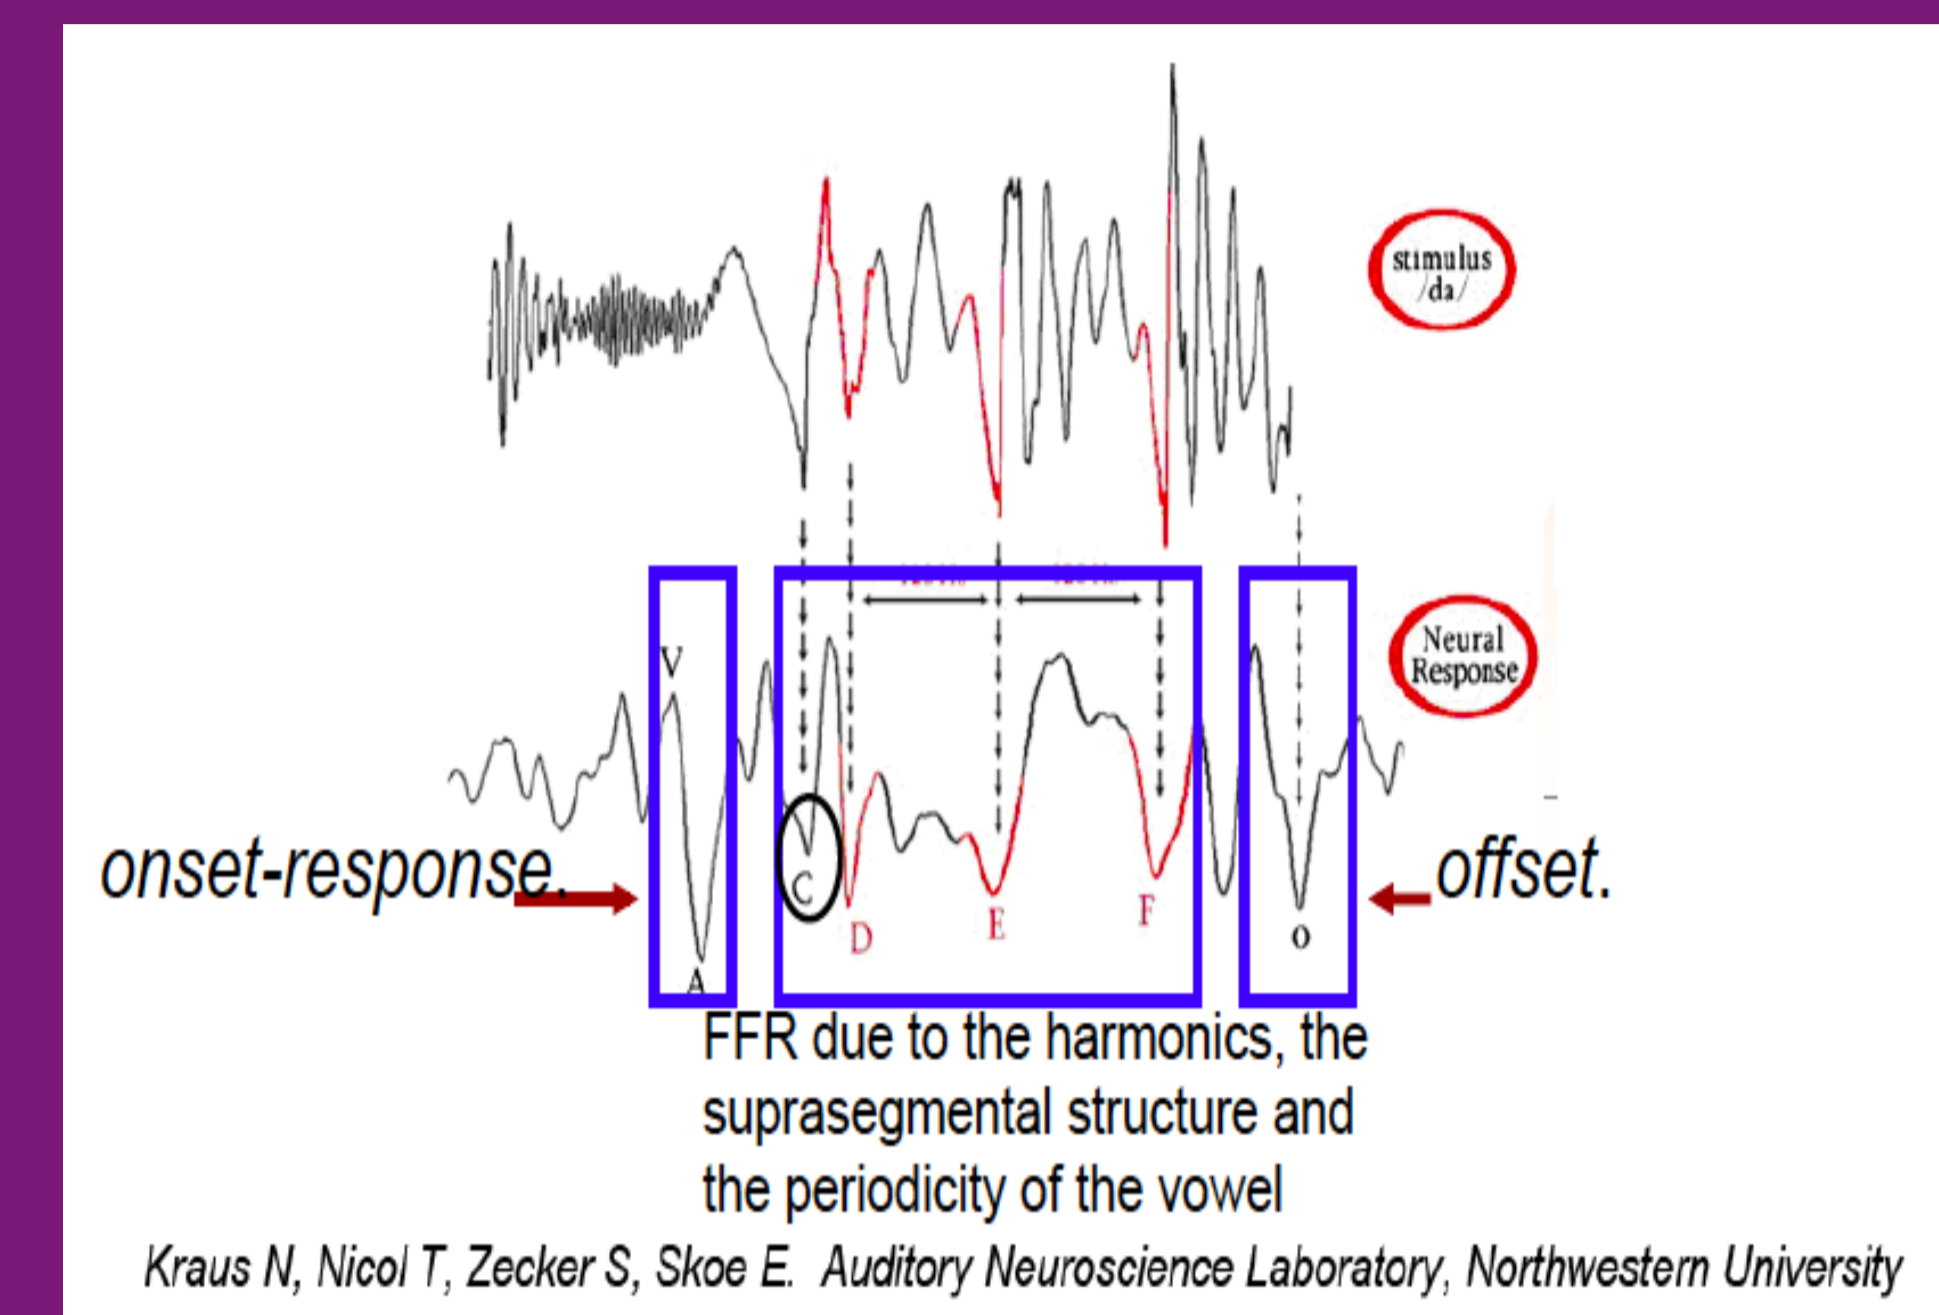 stimulus
/da/
V
Neural
Response
onset-response.
offset.
C
D
E
F
O
A
FFR due to the harmonics, the
suprasegmental structure and
the periodicity of the vowel
Kraus N, Nicol T, Zecker S, Skoe E. Auditory Neuroscience Laboratory, Northwestern University